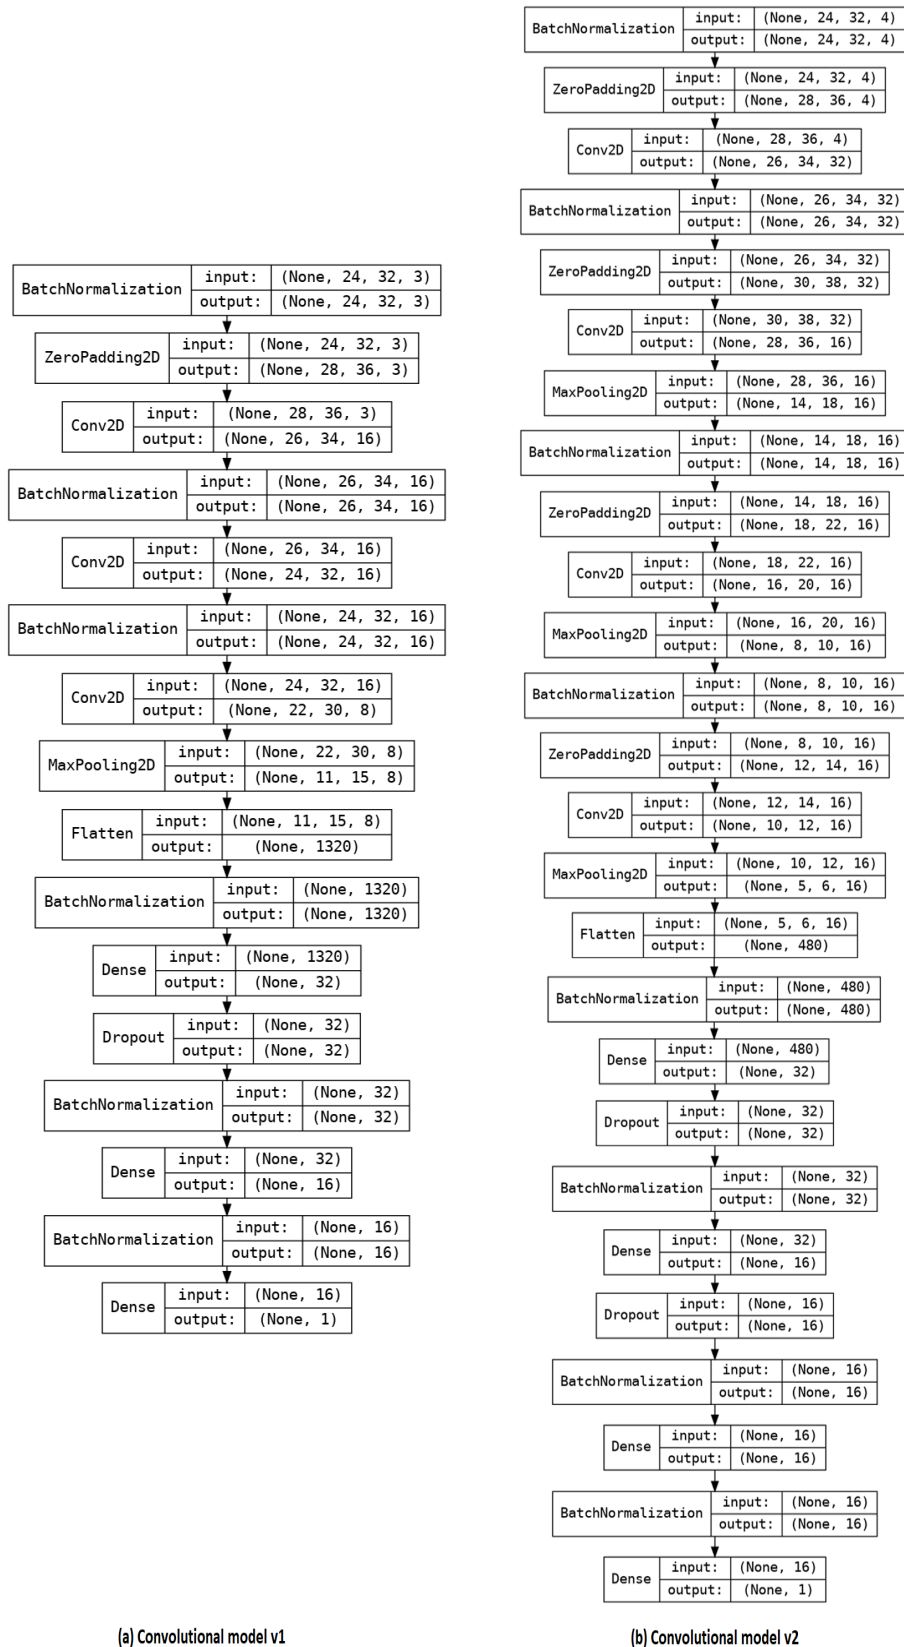 BatchNormalization
input: (None, 24, 32, 3)
output: (None, 24, 32, 3)
ZeroPadding2D
input: (None, 24, 32, 3)
output: (None, 28, 36, 3)
Conv2D
input: (None, 28, 36, 3)
output: (None, 26, 34, 16)
BatchNormalization
input: (None, 26, 34, 16)
output: (None, 26, 34, 16)
Conv2D
input: (None, 26, 34, 16)
output: (None, 24, 32, 16)
BatchNormalization
input: (None, 24, 32, 16)
output: (None, 24, 32, 16)
Conv2D
input: (None, 24, 32, 16)
output: (None, 22, 30, 8)
MaxPooling2D
input: (None, 22, 30, 8)
output: (None, 11, 15, 8)
Flatten
input: (None, 11, 15, 8)
output: (None, 1320)
BatchNormalization
input: (None, 1320)
output: (None, 1320)
Dense
input: (None, 1320)
output: (None, 32)
Dropout
input: (None, 32)
output: (None, 32)
BatchNormalization
input: (None, 32)
output: (None, 32)
Dense
input: (None, 32)
output: (None, 16)
BatchNormalization
input: (None, 16)
output: (None, 16)
Dense
input: (None, 16)
output: (None, 1)
(a) Convolutional model v1
BatchNormalization
input: (None, 24, 32, 4)
output: (None, 24, 32, 4)
ZeroPadding2D
input: (None, 24, 32, 4)
output: (None, 28, 36, 4)
Conv2D
input: (None, 28, 36, 4)
output: (None, 26, 34, 32)
BatchNormalization
input: (None, 26, 34, 32)
output: (None, 26, 34, 32)
ZeroPadding2D
input: (None, 26, 34, 32)
output: (None, 30, 38, 32)
Conv2D
input: (None, 30, 38, 32)
output: (None, 28, 36, 16)
MaxPooling2D
input: (None, 28, 36, 16)
output: (None, 14, 18, 16)
BatchNormalization
input: (None, 14, 18, 16)
output: (None, 14, 18, 16)
ZeroPadding2D
input: (None, 14, 18, 16)
output: (None, 18, 22, 16)
Conv2D
input: (None, 18, 22, 16)
output: (None, 16, 20, 16)
MaxPooling2D
input: (None, 16, 20, 16)
output: (None, 8, 10, 16)
BatchNormalization
input: (None, 8, 10, 16)
output: (None, 8, 10, 16)
ZeroPadding2D
input: (None, 8, 10, 16)
output: (None, 12, 14, 16)
Conv2D
input: (None, 12, 14, 16)
output: (None, 10, 12, 16)
MaxPooling2D
input: (None, 10, 12, 16)
output: (None, 5, 6, 16)
Flatten
input: (None, 5, 6, 16)
output: (None, 480)
BatchNormalization
input: (None, 480)
output: (None, 480)
Dense
input: (None, 480)
output: (None, 32)
Dropout
input: (None, 32)
output: (None, 32)
BatchNormalization
input: (None, 32)
output: (None, 32)
Dense
input: (None, 32)
output: (None, 16)
Dropout
input: (None, 16)
output: (None, 16)
BatchNormalization
input: (None, 16)
output: (None, 16)
Dense
input: (None, 16)
output: (None, 16)
BatchNormalization
input: (None, 16)
output: (None, 16)
Dense
input: (None, 16)
output: (None, 1)
(b) Convolutional model v2